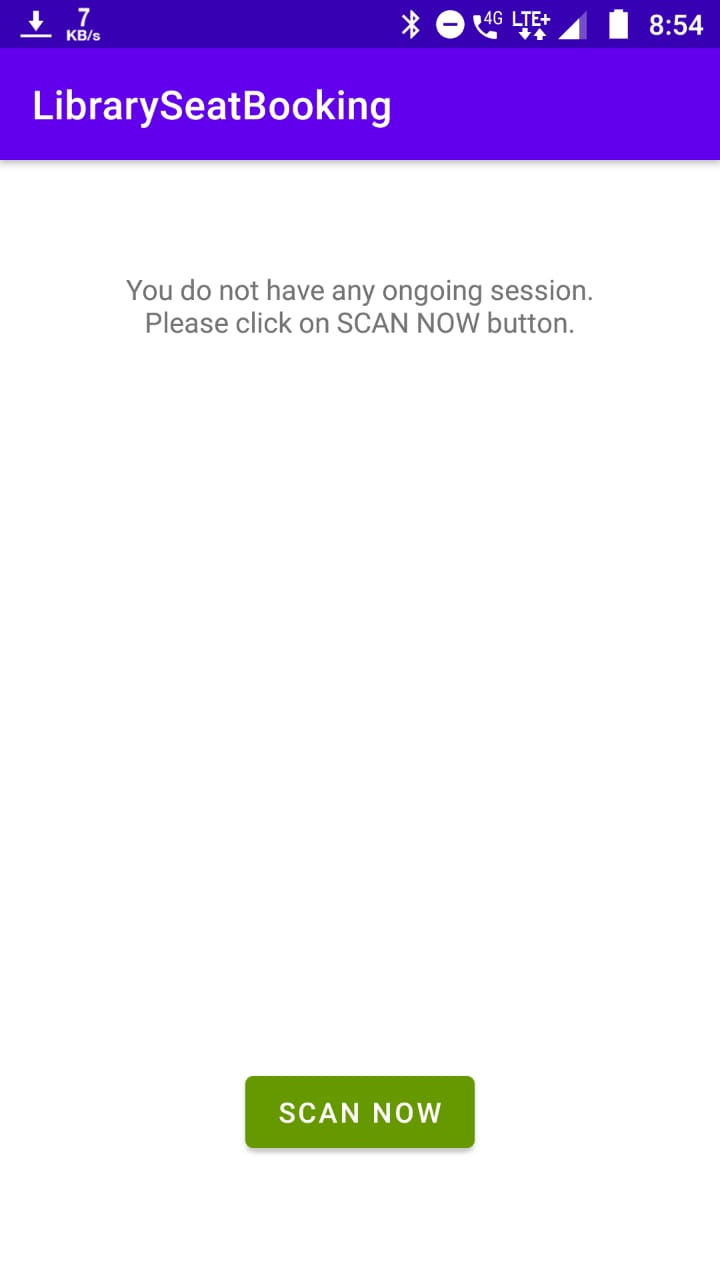 7
KB/s
4G
LTE+
8:54
LibrarySeatBooking
You do not have any ongoing session.
Please click on SCAN NOW button.
SCAN NOW